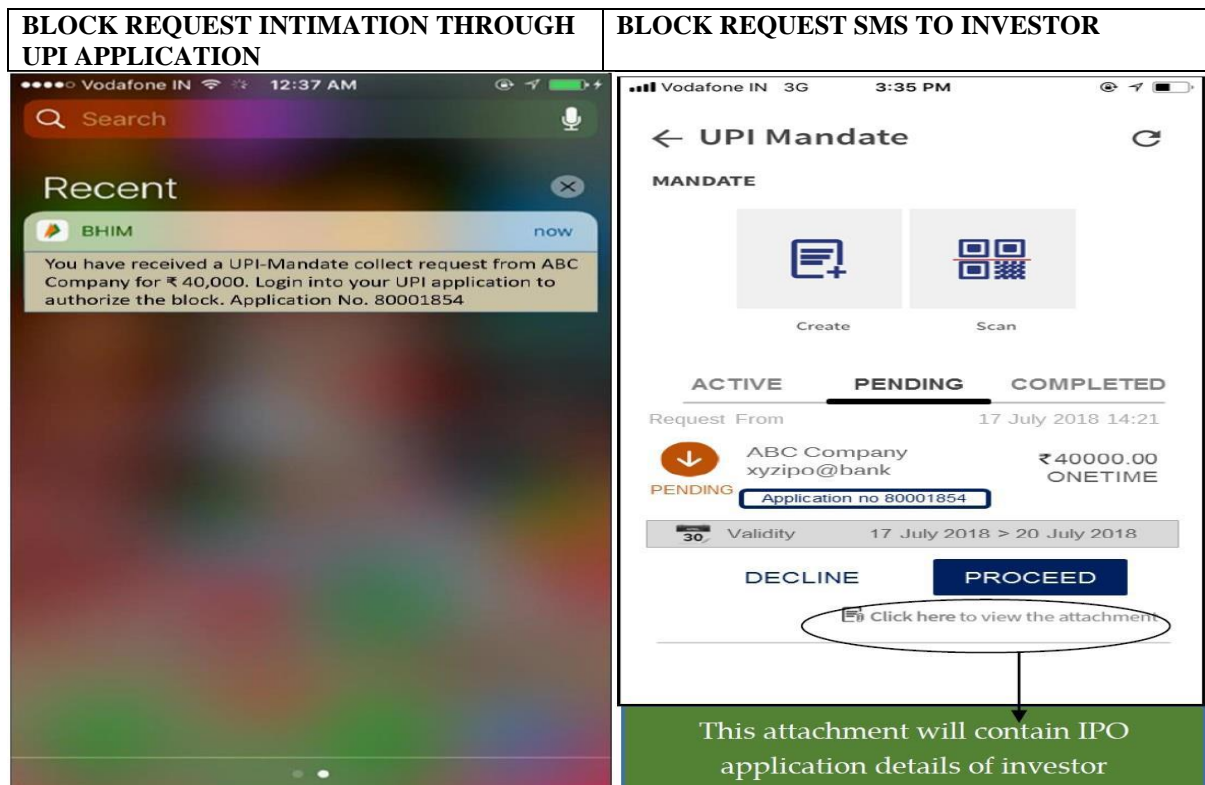 BLOCK REQUEST INTIMATION THROUGH
UPI APPLICATION
BLOCK REQUEST SMS TO INVESTOR
Vodafone IN 12:37 AM
Search
Recent
BHIM now
You have received a UPI-Mandate collect request from ABC
Company for ₹ 40,000. Login into your UPI application to
authorize the block. Application No. 80001854
Vodafone IN 3G 3:35 PM
UPI Mandate
MANDATE
Create Scan
ACTIVE PENDING COMPLETED
Request From 17 July 2018 14:21
ABC Company ₹40000.00
xyzipo@bank ONETIME
PENDING
Application no 80001854
30 Validity 17 July 2018 > 20 July 2018
DECLINE PROCEED
Click here to view the attachment
This attachment will contain IPO
application details of investor